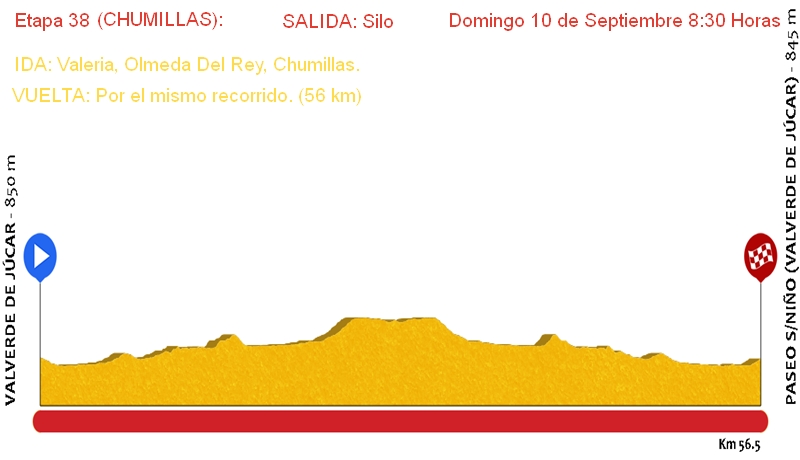 Etapa 38 (CHUMILLAS): SALIDA: Silo Domingo 10 de Septiembre 8:30 Horas
IDA: Valeria, Olmeda Del Rey, Chumillas.
VUELTA: Por el mismo recorrido. (56 km)
VALVERDE DE JÚCAR - 850 m
PASEO S/NIÑO (VALVERDE DE JÚCAR) - 845 m
Km 56.5